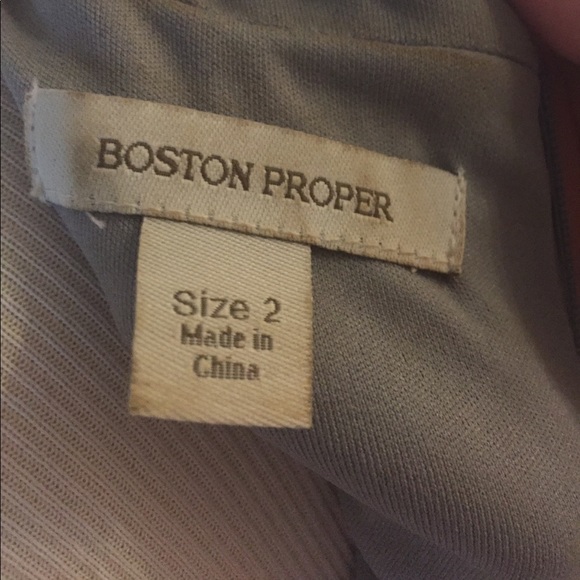 BOSTON PROPER
Size 2
Made in
China